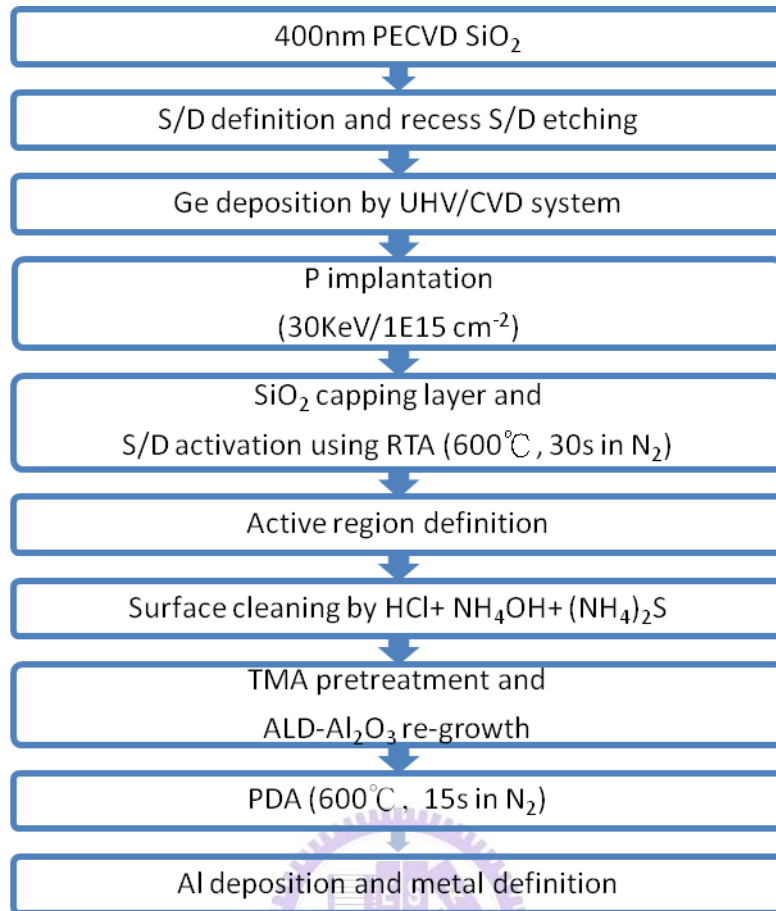 400nm PECVD SiO₂
S/D definition and recess S/D etching
Ge deposition by UHV/CVD system
P implantation
(30KeV/1E15 cm⁻²)
SiO₂ capping layer and
S/D activation using RTA (600℃, 30s in N₂)
Active region definition
Surface cleaning by HCl+ NH₄OH+ (NH₄)₂S
TMA pretreatment and
ALD-Al₂O₃ re-growth
PDA (600℃, 15s in N₂)
Al deposition and metal definition